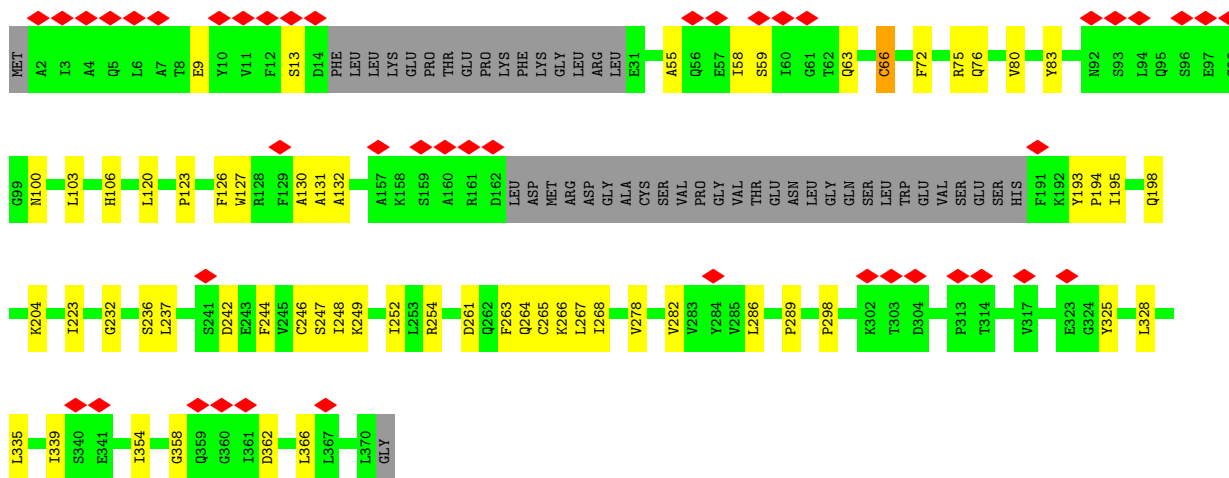 MET A2 I3 A4 Q5 L6 A7 T8 E9 Y10 V11 F12 S13 D14 PHE LEU LEU LYS GLU PRO THR GLU PRO LYS PHE LYS GLY LEU ARG LEU E31 A55 Q56 E57 I58 S59 I60 G61 T62 Q63 C66 F72 R75 Q76 V80 Y83 N92 S93 L94 Q95 S96 E97
G99 N100 L103 H106 L120 P123 F126 W127 R128 F129 A130 A131 A132 A157 K158 S159 A160 R161 D162 LEU ASP MET ARG ASP GLY ALA CYS SER VAL PRO GLY VAL THR GLU ASN LEU GLY GLN SER LEU TRP GLU VAL SER GLU SER HIS F191 K192 Y193 P194 I195 Q198
K204 I223 G232 S236 L237 S241 D242 E243 F244 V245 C246 S247 I248 K249 I252 L253 R254 D261 Q262 F263 Q264 C265 K266 L267 I268 V278 V282 V283 Y284 V285 L286 P289 P298 K302 T303 D304 P313 T314 V317 E323 G324 Y325 L328
L335 I339 S340 E341 I354 G358 Q359 G360 I361 D362 L366 L367 L370 GLY